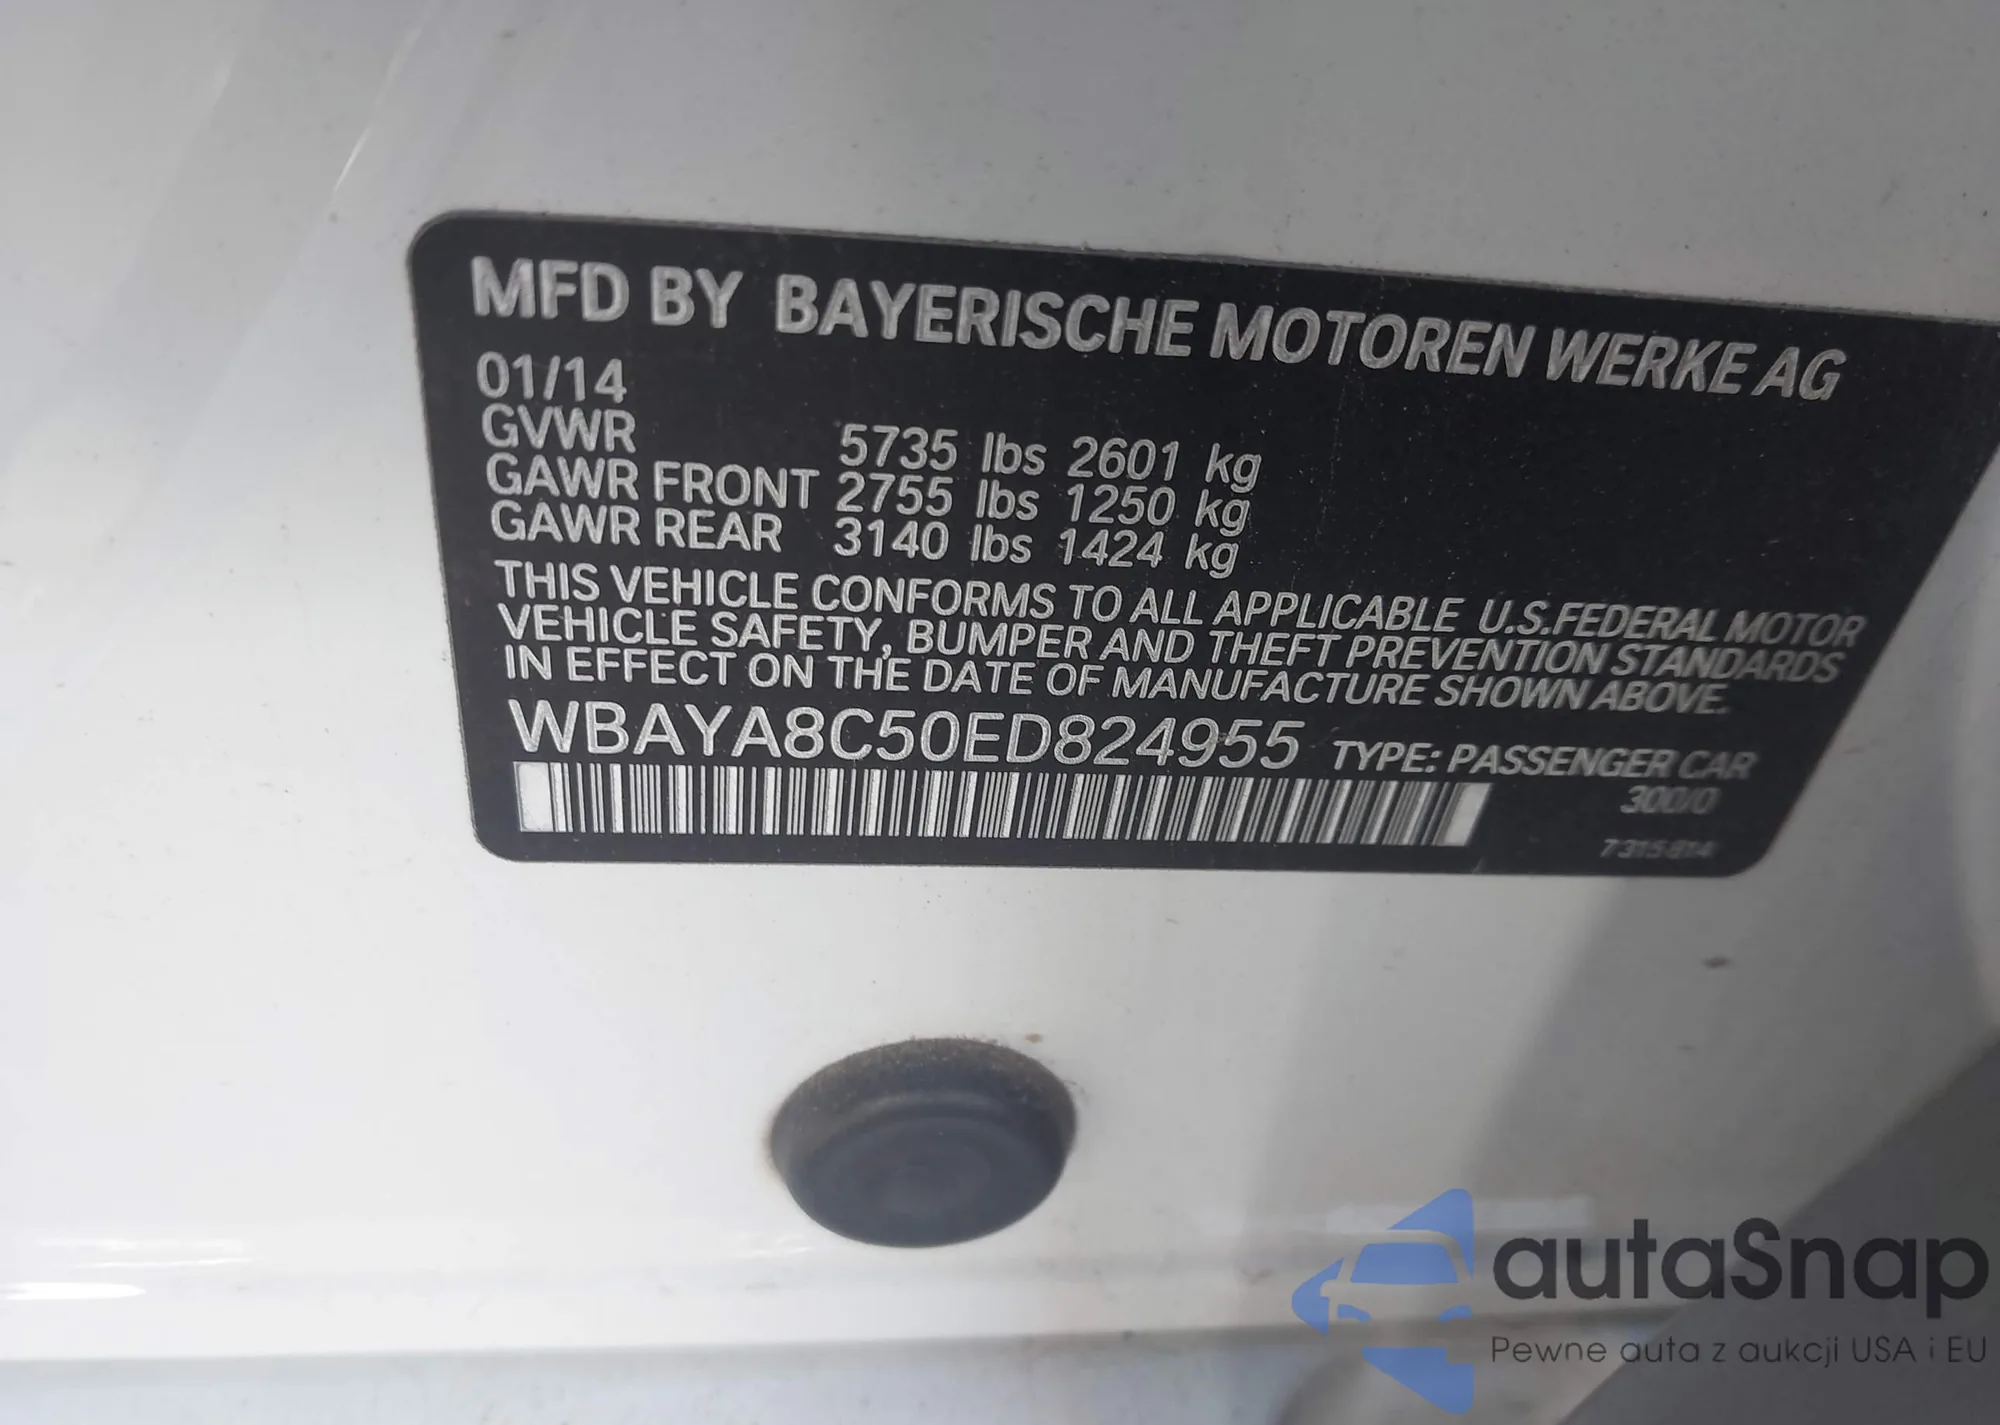 MFD BY BAYERISCHE MOTOREN WERKE AG
01/14
GVWR 5735 lbs 2601 kg
GAWR FRONT 2755 lbs 1250 kg
GAWR REAR 3140 lbs 1424 kg
THIS VEHICLE CONFORMS TO ALL APPLICABLE U.S.FEDERAL MOTOR
VEHICLE SAFETY, BUMPER AND THEFT PREVENTION STANDARDS
IN EFFECT ON THE DATE OF MANUFACTURE SHOWN ABOVE.
WBAYA8C50ED824955 TYPE: PASSENGER CAR
300/0
7315814
autaSnap
Pewne auta z aukcji USA i EU